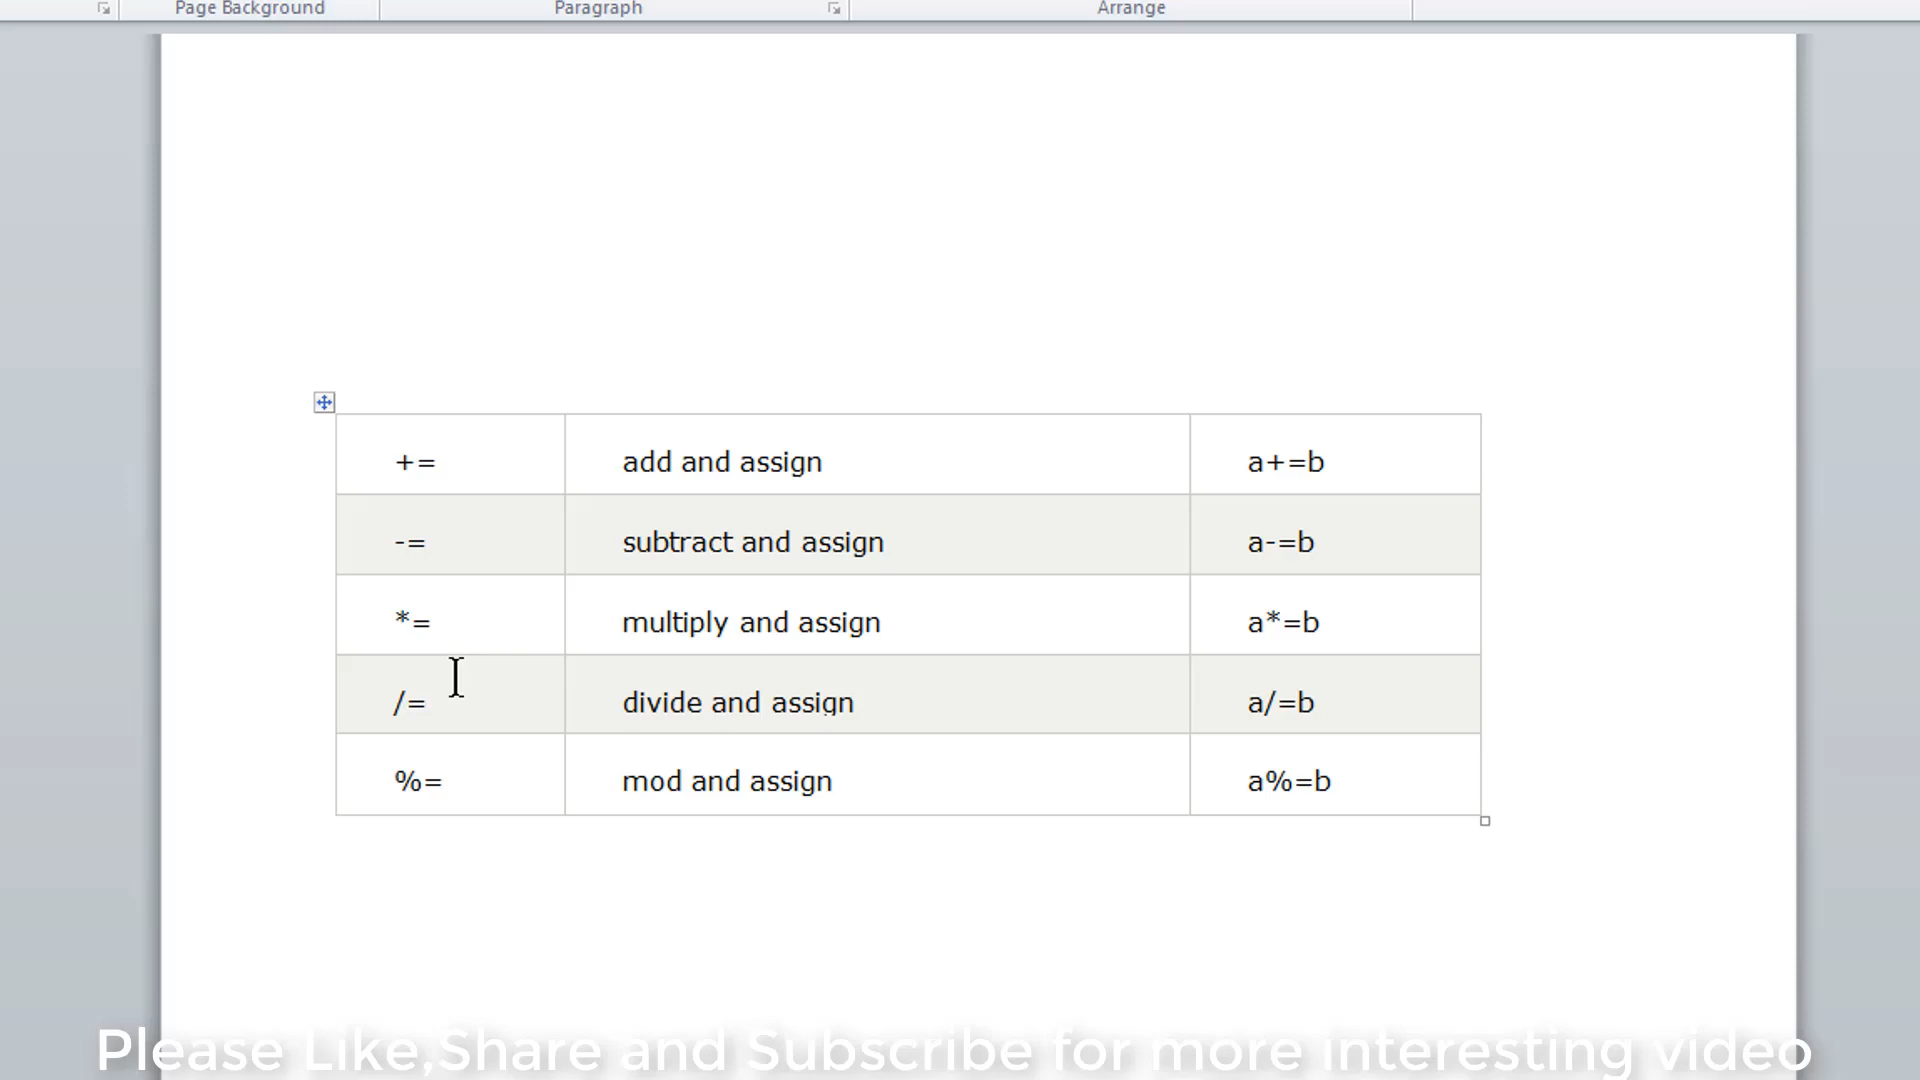 Page Background Paragraph Arrange
+= add and assign a+=b
-= subtract and assign a-=b
*= multiply and assign a*=b
/= divide and assign a/=b
%= mod and assign a%=b
Please Like,Share and Subscribe for more interesting video